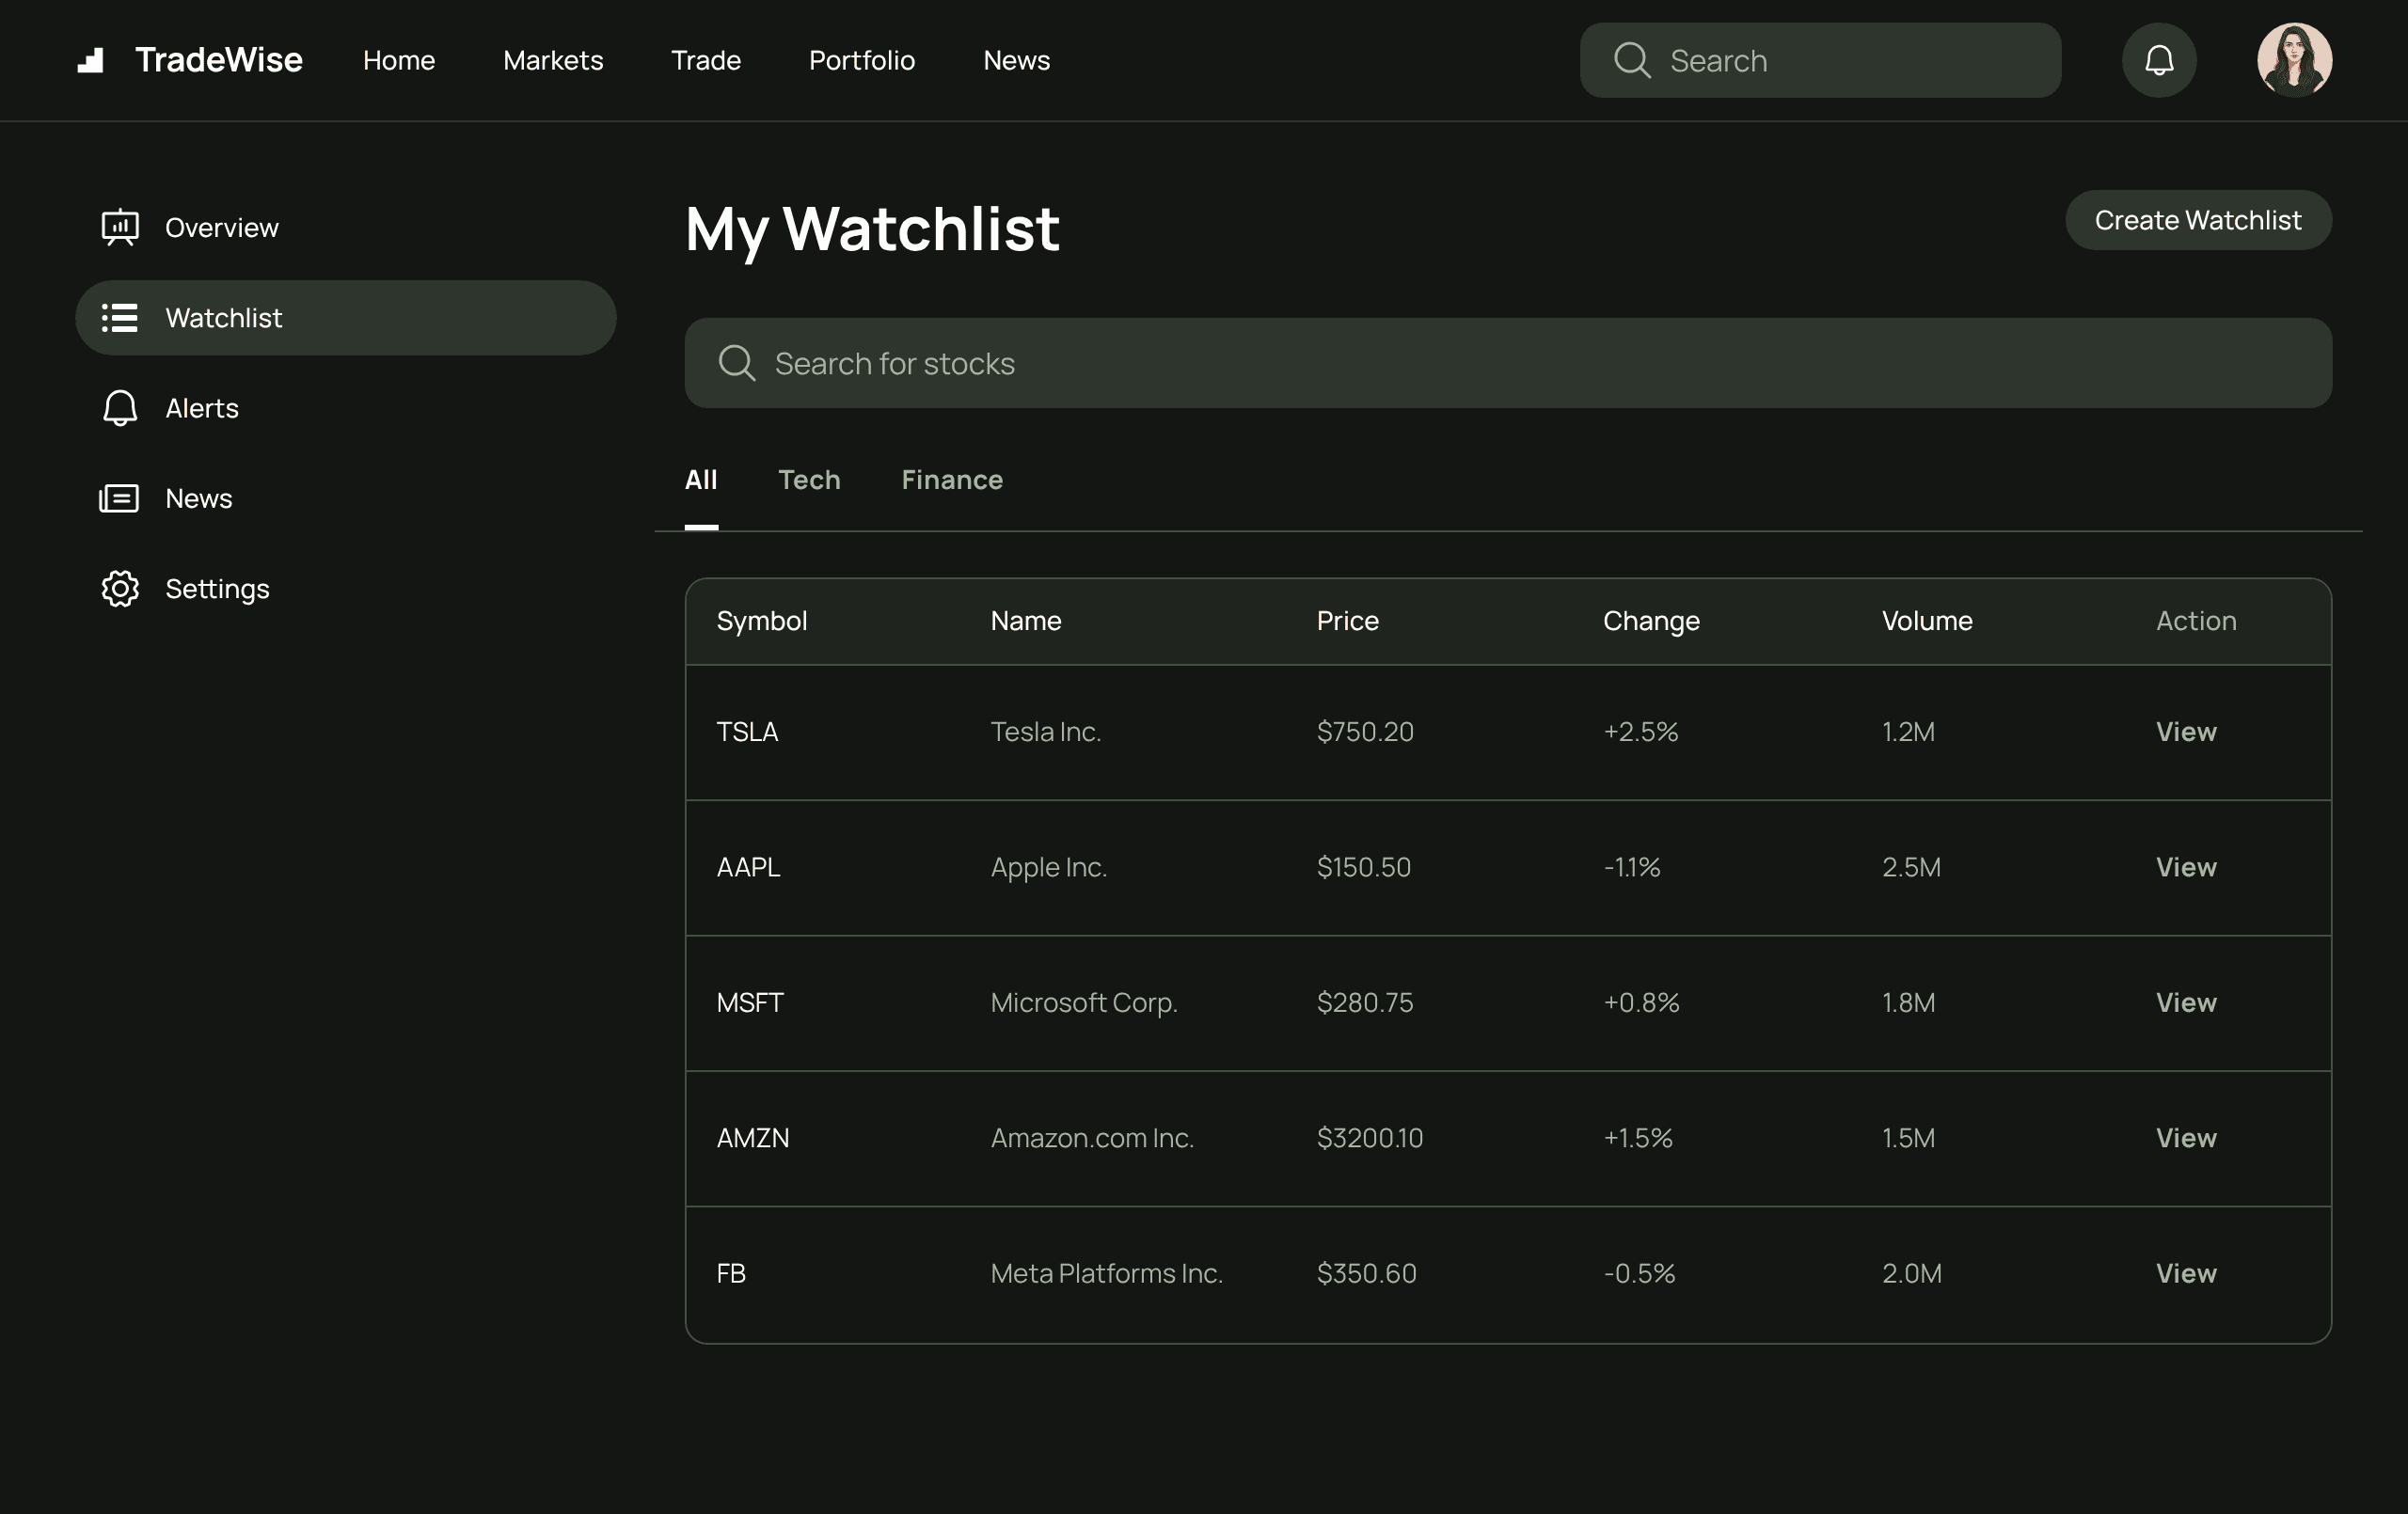 TradeWise Home Markets Trade Portfolio News Search
Overview
Watchlist
Alerts
News
Settings
My Watchlist Create Watchlist
Search for stocks
All Tech Finance
Symbol Name Price Change Volume Action
TSLA Tesla Inc. $750.20 +2.5% 1.2M View
AAPL Apple Inc. $150.50 -1.1% 2.5M View
MSFT Microsoft Corp. $280.75 +0.8% 1.8M View
AMZN Amazon.com Inc. $3200.10 +1.5% 1.5M View
FB Meta Platforms Inc. $350.60 -0.5% 2.0M View